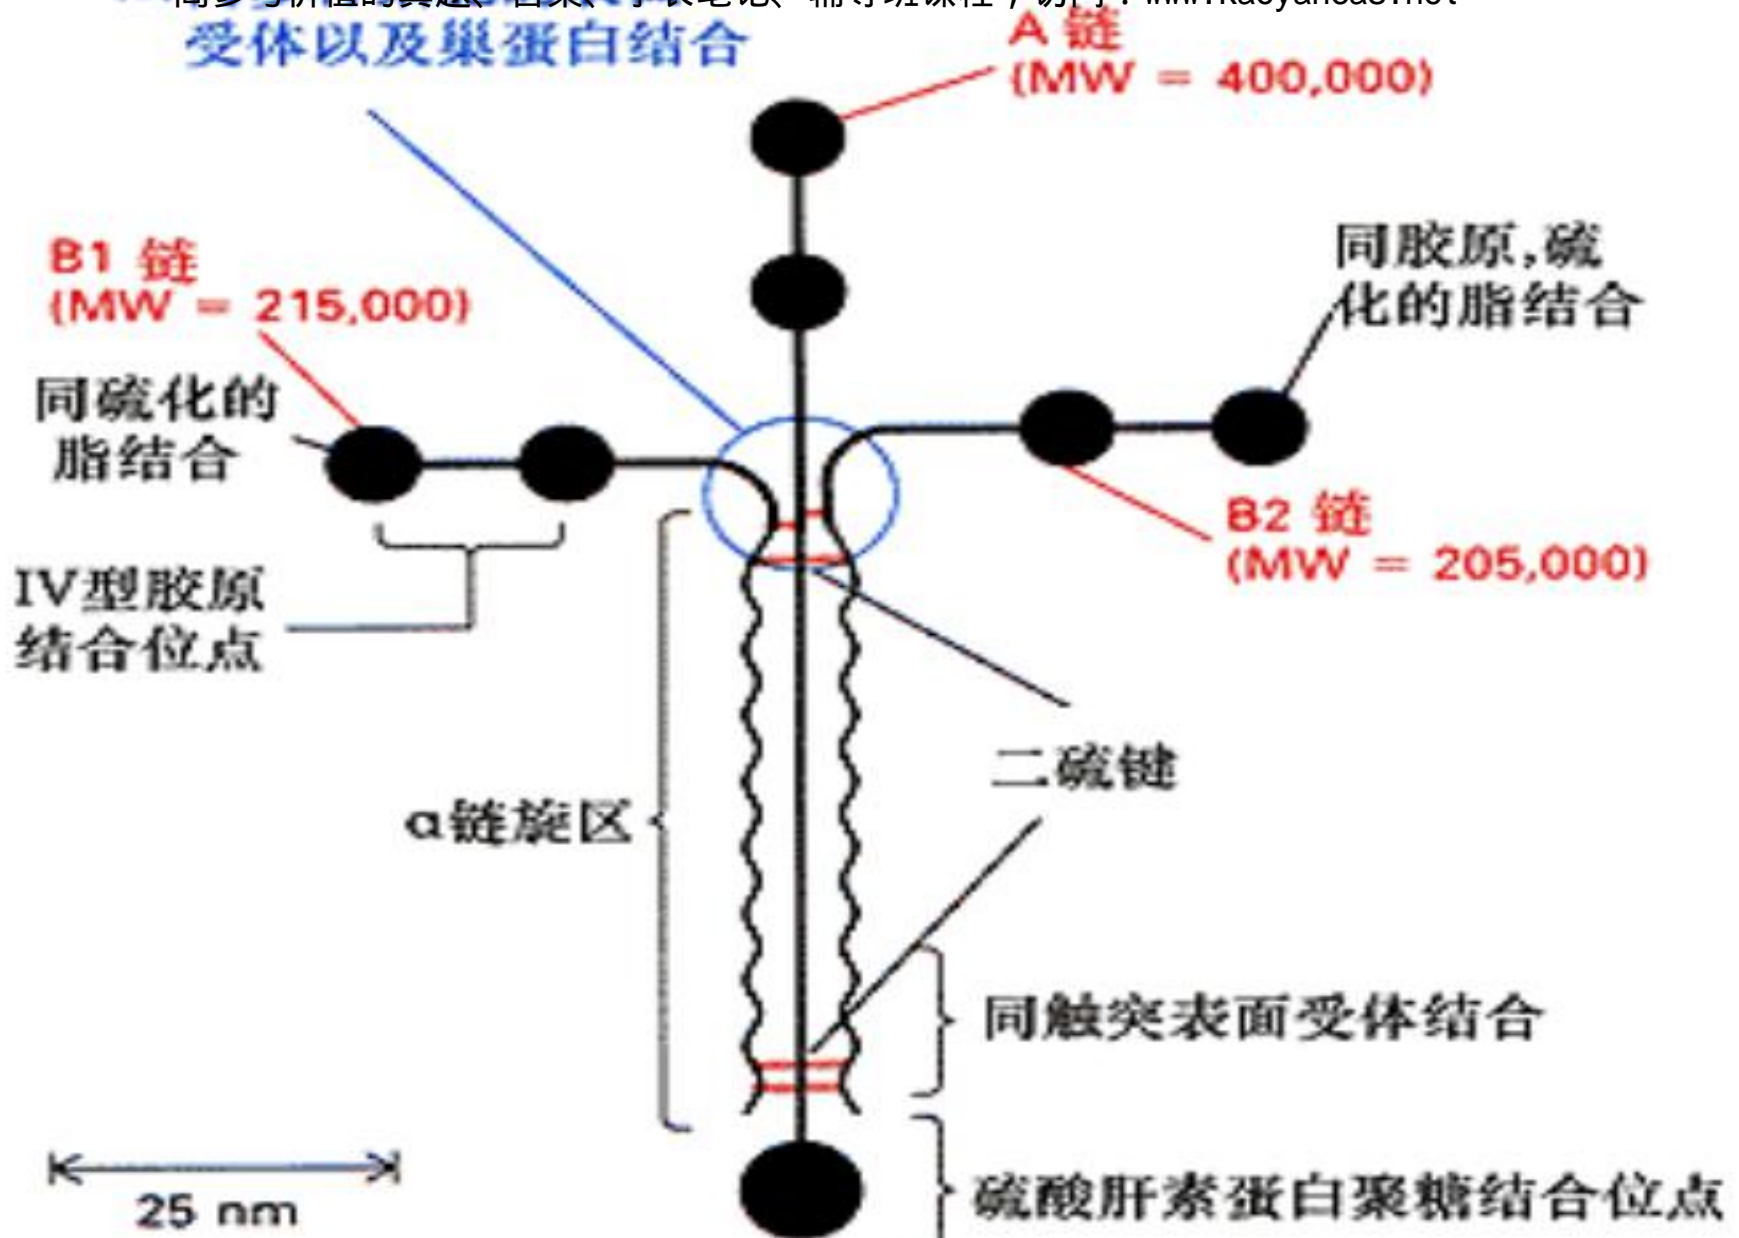 受体以及巢蛋白结合
A 链
(MW = 400,000)
B1 链
(MW = 215,000)
同胶原,硫
化的脂结合
同硫化的
脂结合
B2 链
(MW = 205,000)
IV型胶原
结合位点
二硫键
α链旋区
同触突表面受体结合
硫酸肝素蛋白聚糖结合位点
25 nm